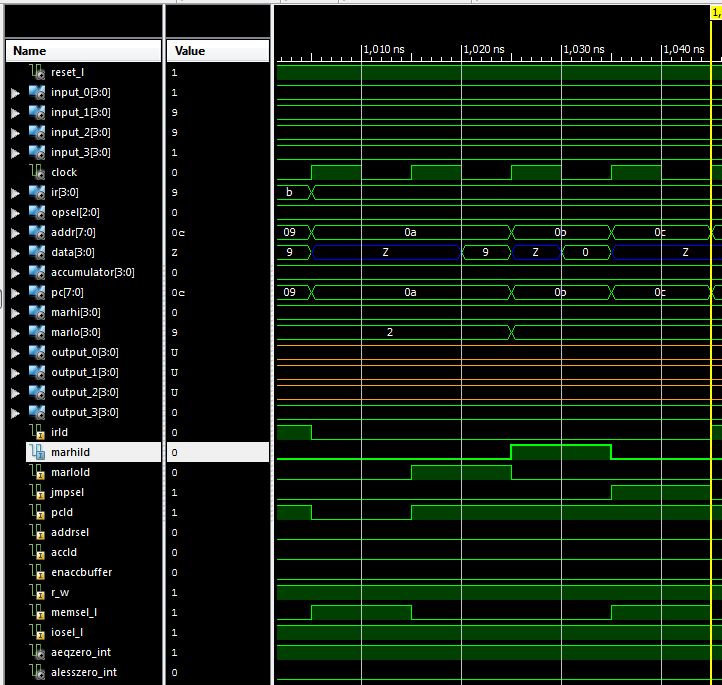 1,
Name Value 1,010 ns 1,020 ns 1,030 ns 1,040 ns
reset_l 1
input_0[3:0] 1
input_1[3:0] 9
input_2[3:0] 9
input_3[3:0] 1
clock 0
ir[3:0] 9 b
opsel[2:0] 0
addr[7:0] 0c 09 0a 0b 0c
data[3:0] Z 9 Z 9 Z 0 Z
accumulator[3:0] 0
pc[7:0] 0c 09 0a 0b 0c
marhi[3:0] 0
marlo[3:0] 9 2
output_0[3:0] U
output_1[3:0] U
output_2[3:0] U
output_3[3:0] 0
irld 0
marhild 0
marlold 0
jmpsel 1
pcld 1
addrsel 0
accld 0
enaccbuffer 0
r_w 1
memsel_l 1
iosel_l 1
aeqzero_int 1
alesszero_int 0